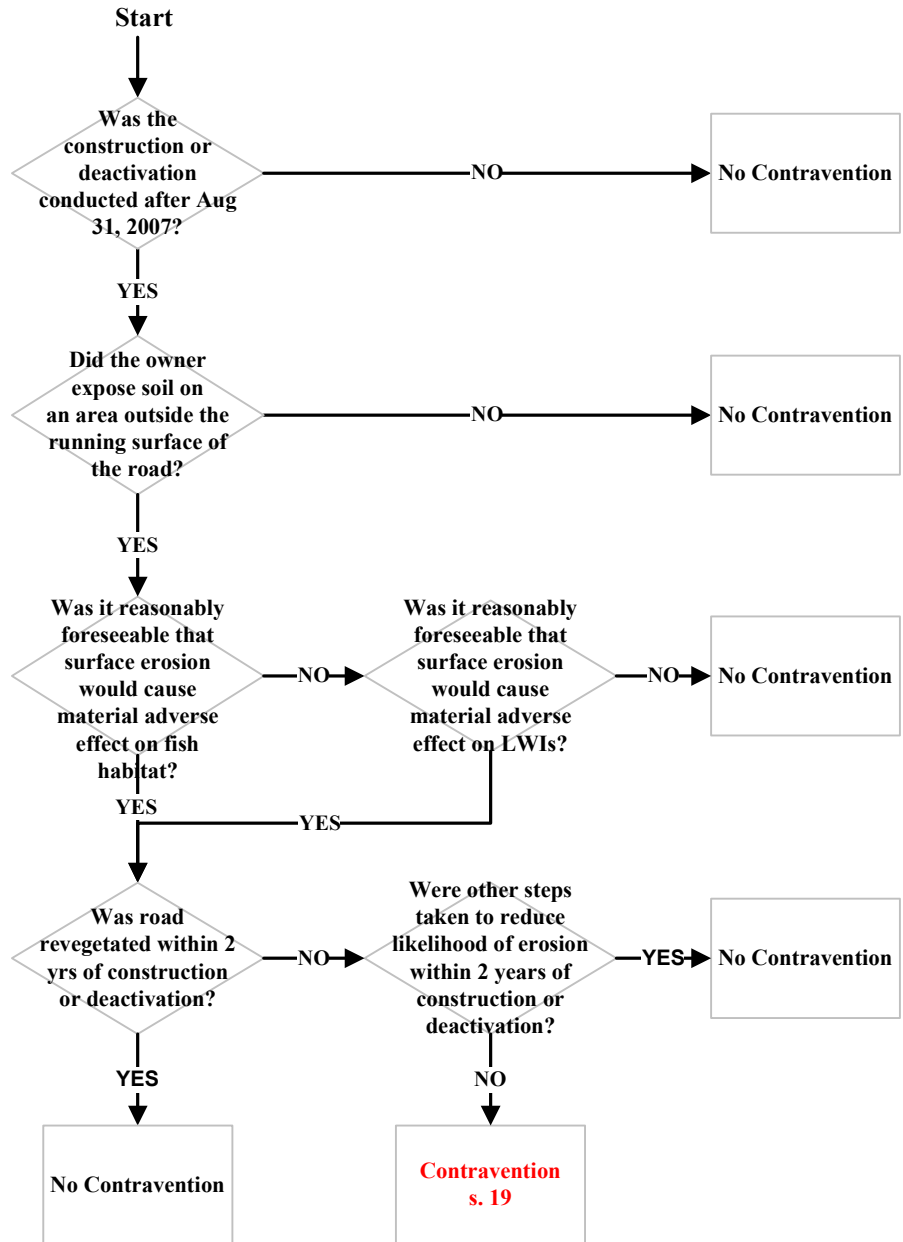 Start
Was the
construction or
deactivation
conducted after Aug
31, 2007?
NO
No Contravention
YES
Did the owner
expose soil on
an area outside the
running surface of
the road?
NO
No Contravention
YES
Was it reasonably
foreseeable that
surface erosion
would cause
material adverse
effect on fish
habitat?
NO
Was it reasonably
foreseeable that
surface erosion
would cause
material adverse
effect on LWIs?
NO
No Contravention
YES
YES
Was road
revegetated within 2
yrs of construction
or deactivation?
NO
Were other steps
taken to reduce
likelihood of erosion
within 2 years of
construction or
deactivation?
YES
No Contravention
YES
NO
No Contravention
Contravention
s. 19